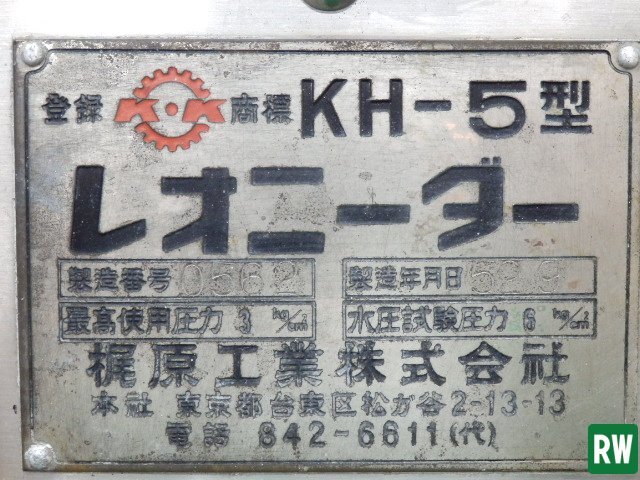 登録 K・K 商標 KH-5型
レオニーダー
製造番号 0562 製造年月日 52.9
最高使用圧力 3 kg/cm² 水圧試験圧力 6 kg/cm²
梶原工業株式会社
本社 東京都台東区松が谷2-13-13
電話 842-6611(代)
RW